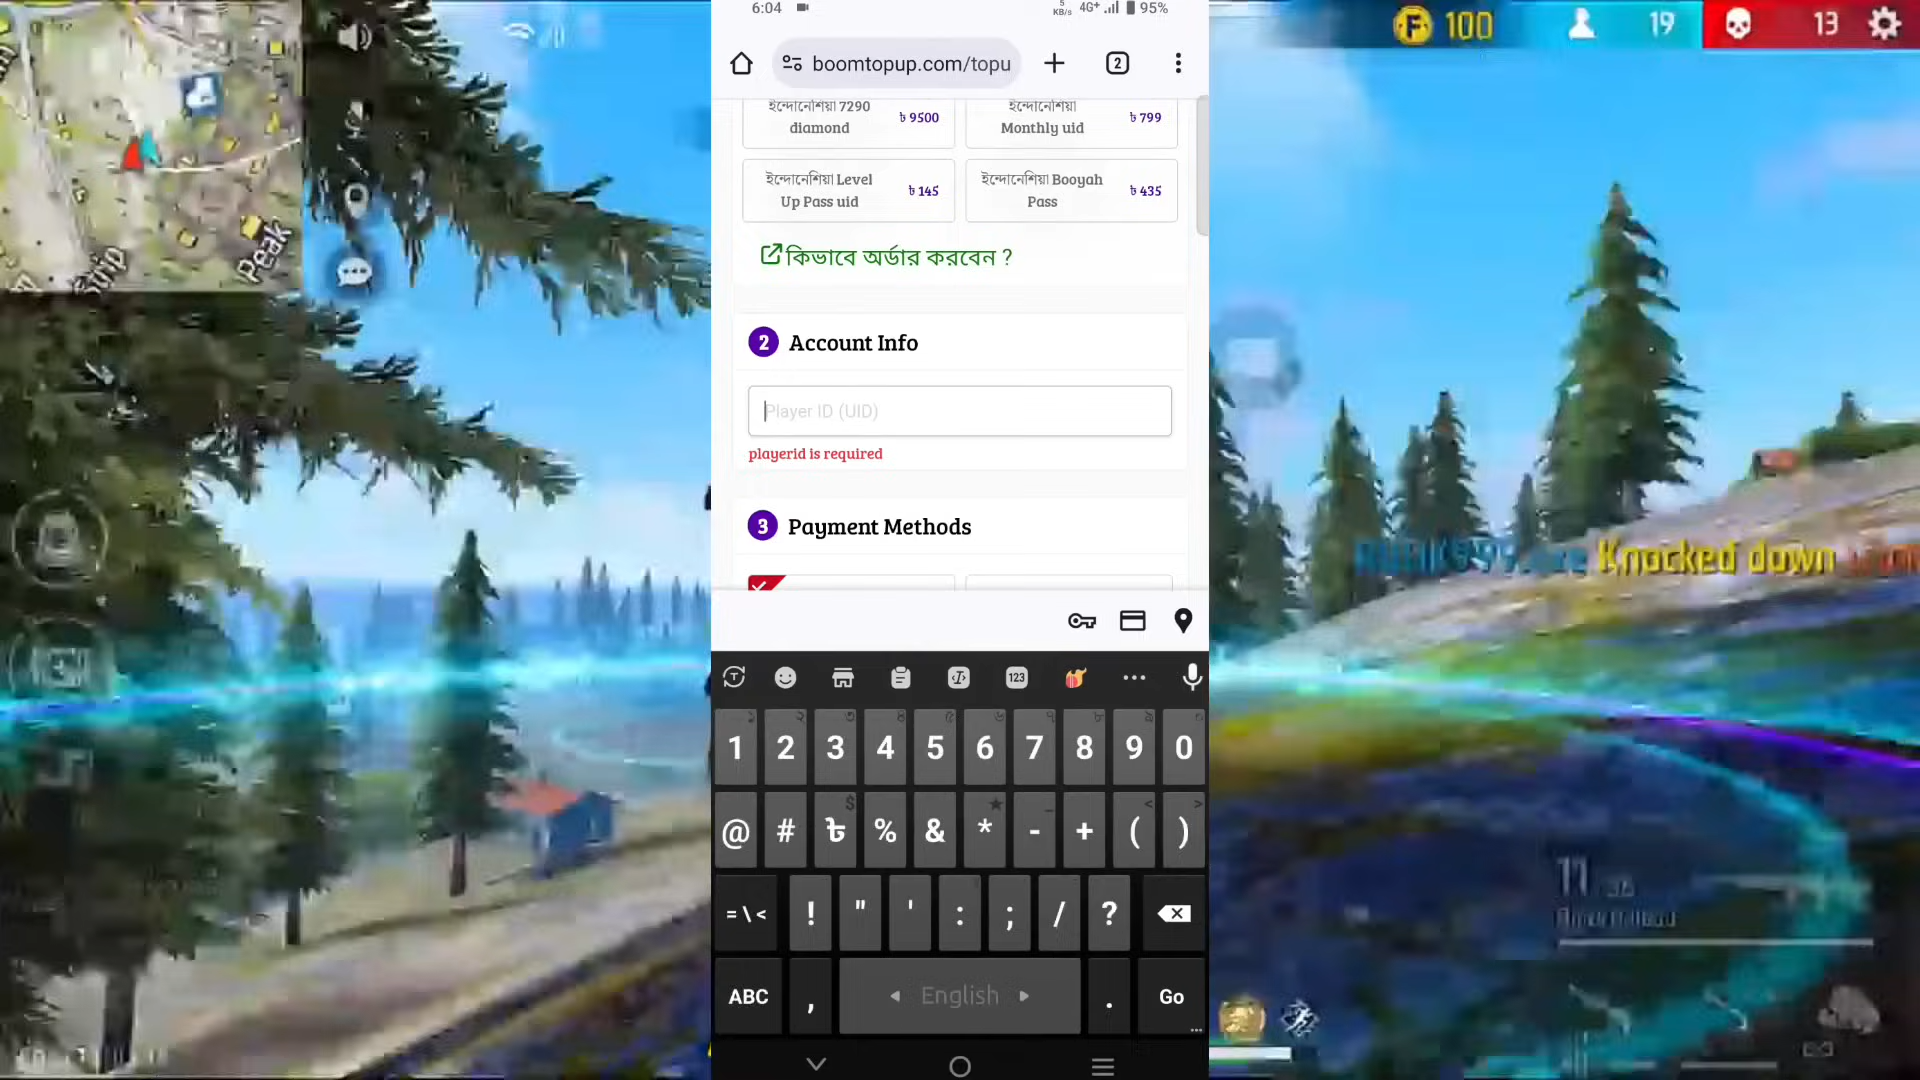 6:04
5
KB/s
4G+
95%
boomtopup.com/topu
2
ইন্দোনেশিয়া 7290
diamond
৳ 9500
ইন্দোনেশিয়া
Monthly uid
৳ 799
ইন্দোনেশিয়া Level
Up Pass uid
৳ 145
ইন্দোনেশিয়া Booyah
Pass
৳ 435
কিভাবে অর্ডার করবেন ?
2 Account Info
Player ID (UID)
playerid is required
3 Payment Methods
123
1 2 3 4 5 6 7 8 9 0
@ # ৳ % & * - + ( )
= \ < ! " ' : ; / ?
ABC , English . Go
Peak
100
19
13
Knocked down